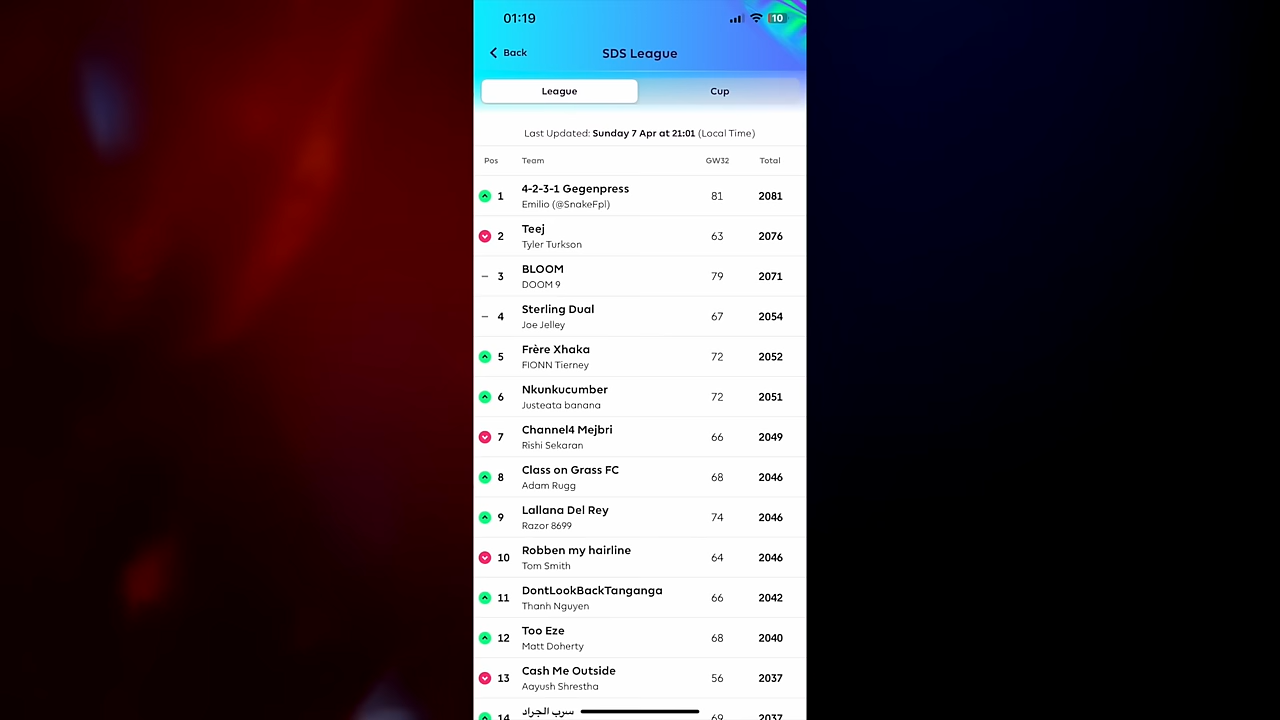 01:19
10
Back
SDS League
League
Cup
Last Updated: Sunday 7 Apr at 21:01 (Local Time)
Pos Team GW32 Total
1 4-2-3-1 Gegenpress 81 2081
Emilio (@SnakeFpl)
2 Teej 63 2076
Tyler Turkson
3 BLOOM 79 2071
DOOM 9
4 Sterling Dual 67 2054
Joe Jelley
5 Frère Xhaka 72 2052
FIONN Tierney
6 Nkunkucumber 72 2051
Justeata banana
7 Channel4 Mejbri 66 2049
Rishi Sekaran
8 Class on Grass FC 68 2046
Adam Rugg
9 Lallana Del Rey 74 2046
Razor 8699
10 Robben my hairline 64 2046
Tom Smith
11 DontLookBackTanganga 66 2042
Thanh Nguyen
12 Too Eze 68 2040
Matt Doherty
13 Cash Me Outside 56 2037
Aayush Shrestha
14 سرب الجراد 69 2037